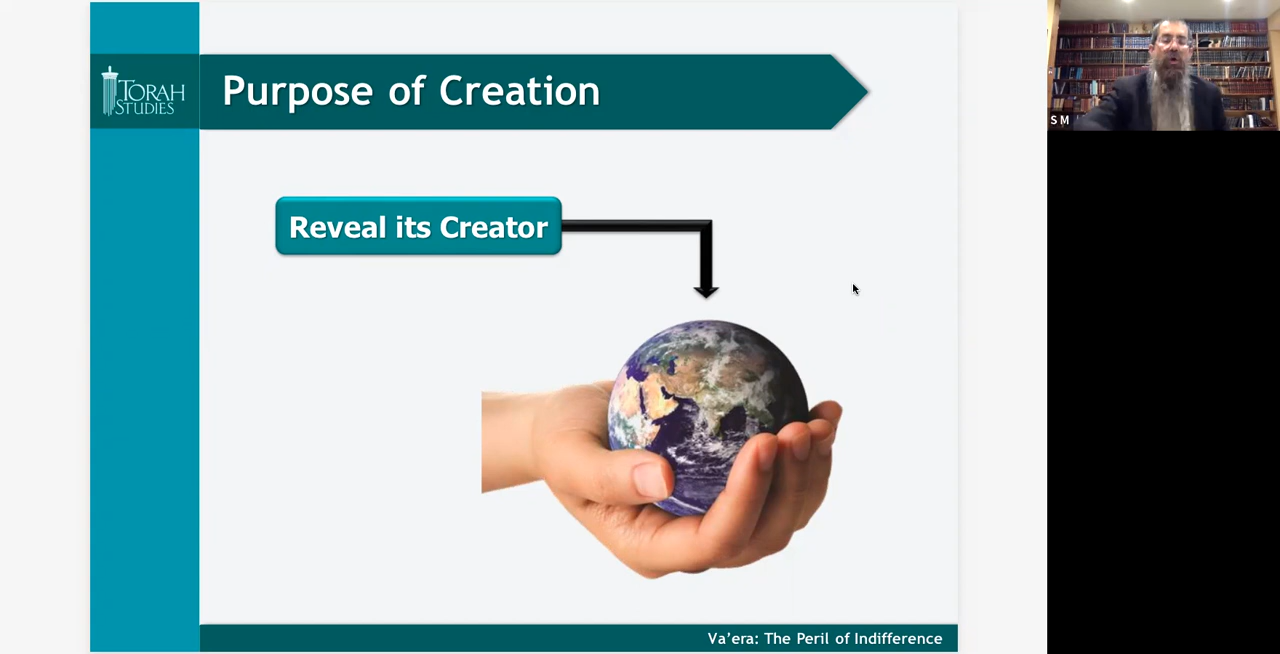 TORAH
STUDIES
Purpose of Creation
S M
Reveal its Creator
Va'era: The Peril of Indifference